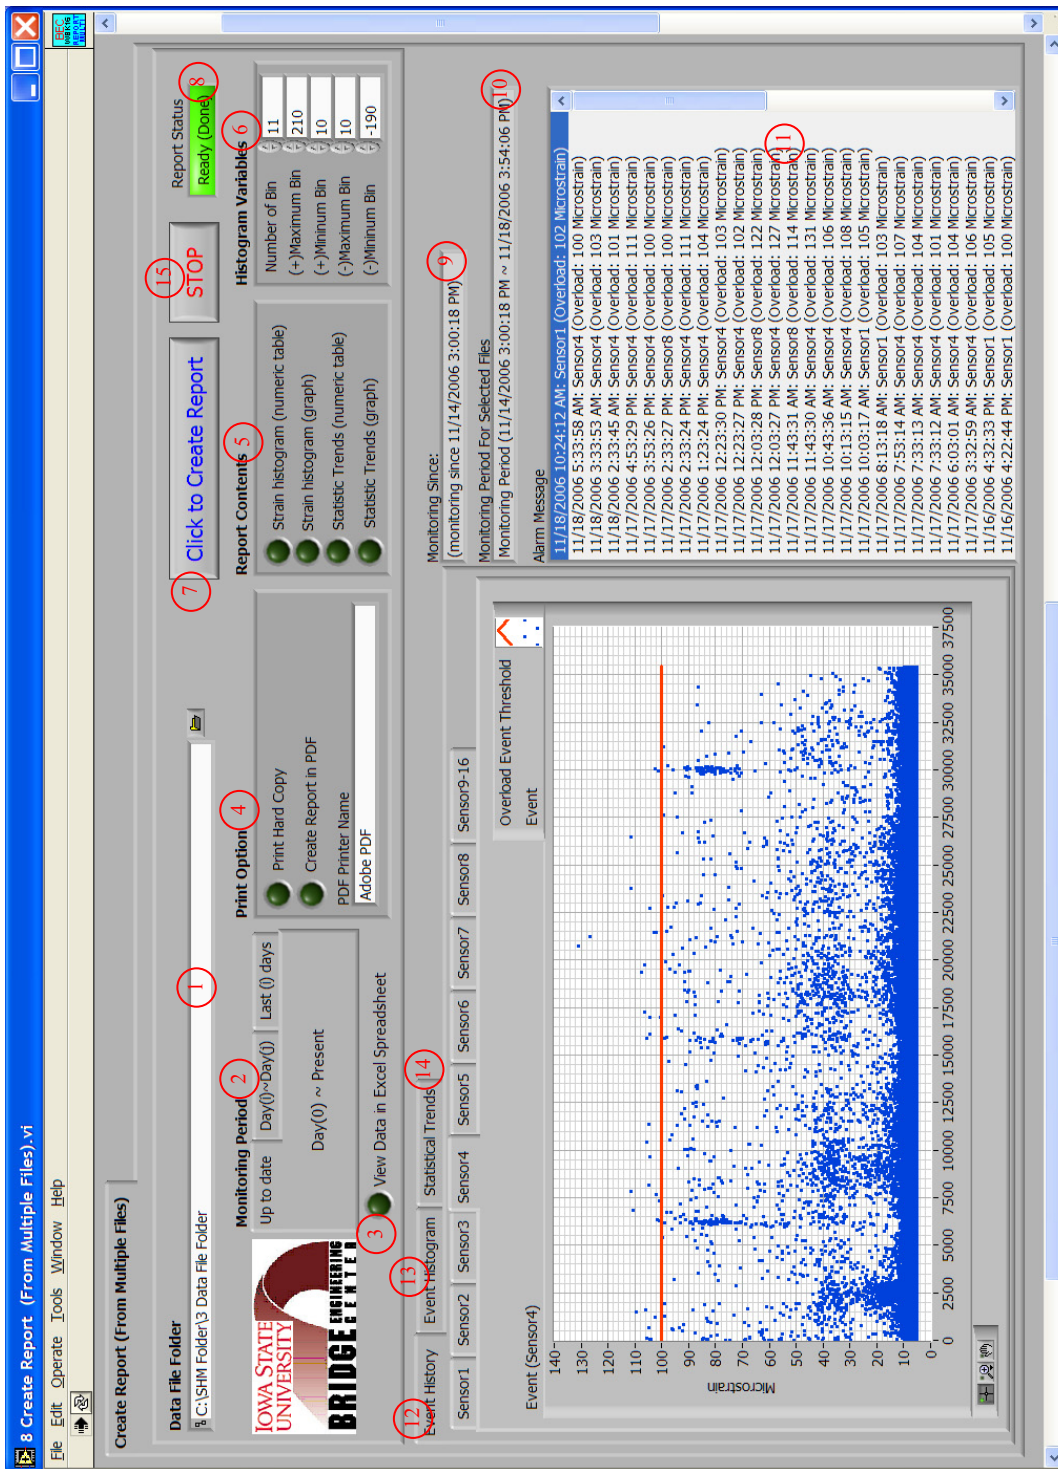 8 Create Report (From Multiple Files).vi
File Edit Operate Tools Window Help
BEC
WIBK16
REPORT
(MULTI)
Create Report (From Multiple Files)
Data File Folder
C:\SHM Folder\3 Data File Folder
1
7
Click to Create Report
15
STOP
Report Status
Ready (Done)
8
IOWA STATE
UNIVERSITY
BRIDGE ENGINEERING
CENTER
Monitoring Period
2
Up to date
Day(i)~Day(j)
Last (i) days
Day(0) ~ Present
3
View Data in Excel Spreadsheet
Print Option
4
Print Hard Copy
Create Report in PDF
PDF Printer Name
Adobe PDF
Report Contents
5
Strain histogram (numeric table)
Strain histogram (graph)
Statistic Trends (numeric table)
Statistic Trends (graph)
Histogram Variables
6
Number of Bin 11
(+)Maximum Bin 210
(+)Mininum Bin 10
(-)Maximum Bin 10
(-)Mininum Bin -190
12
Event History
13
Event Histogram
14
Statistical Trends
Sensor1 Sensor2 Sensor3 Sensor4 Sensor5 Sensor6 Sensor7 Sensor8 Sensor9-16
Event (Sensor4)
Overload Event Threshold
Event
Microstrain
140
130
120
110
100
90
80
70
60
50
40
30
20
10
0
0 2500 5000 7500 10000 12500 15000 17500 20000 22500 25000 27500 30000 32500 35000 37500
Monitoring Since:
(monitoring since 11/14/2006 3:00:18 PM)
9
Monitoring Period For Selected Files
Monitoring Period (11/14/2006 3:00:18 PM ~ 11/18/2006 3:54:06 PM)
10
Alarm Message
11
11/18/2006 10:24:12 AM: Sensor1 (Overload: 102 Microstrain)
11/18/2006 5:33:58 AM: Sensor4 (Overload: 100 Microstrain)
11/18/2006 3:33:53 AM: Sensor4 (Overload: 103 Microstrain)
11/18/2006 2:33:45 AM: Sensor4 (Overload: 101 Microstrain)
11/17/2006 4:53:29 PM: Sensor4 (Overload: 111 Microstrain)
11/17/2006 3:53:26 PM: Sensor4 (Overload: 100 Microstrain)
11/17/2006 2:33:27 PM: Sensor8 (Overload: 100 Microstrain)
11/17/2006 2:33:24 PM: Sensor4 (Overload: 111 Microstrain)
11/17/2006 1:23:24 PM: Sensor4 (Overload: 104 Microstrain)
11/17/2006 12:23:30 PM: Sensor4 (Overload: 103 Microstrain)
11/17/2006 12:23:27 PM: Sensor4 (Overload: 102 Microstrain)
11/17/2006 12:03:28 PM: Sensor8 (Overload: 122 Microstrain)
11/17/2006 12:03:27 PM: Sensor4 (Overload: 127 Microstrain)
11/17/2006 11:43:31 AM: Sensor8 (Overload: 114 Microstrain)
11/17/2006 11:43:30 AM: Sensor4 (Overload: 131 Microstrain)
11/17/2006 10:43:36 AM: Sensor4 (Overload: 106 Microstrain)
11/17/2006 10:13:15 AM: Sensor4 (Overload: 108 Microstrain)
11/17/2006 10:03:17 AM: Sensor1 (Overload: 105 Microstrain)
11/17/2006 8:13:18 AM: Sensor1 (Overload: 103 Microstrain)
11/17/2006 7:53:14 AM: Sensor4 (Overload: 107 Microstrain)
11/17/2006 7:33:13 AM: Sensor4 (Overload: 104 Microstrain)
11/17/2006 7:33:12 AM: Sensor4 (Overload: 101 Microstrain)
11/17/2006 6:03:01 AM: Sensor4 (Overload: 104 Microstrain)
11/17/2006 3:22:59 AM: Sensor4 (Overload: 106 Microstrain)
11/16/2006 4:32:33 PM: Sensor1 (Overload: 105 Microstrain)
11/16/2006 4:22:44 PM: Sensor1 (Overload: 100 Microstrain)